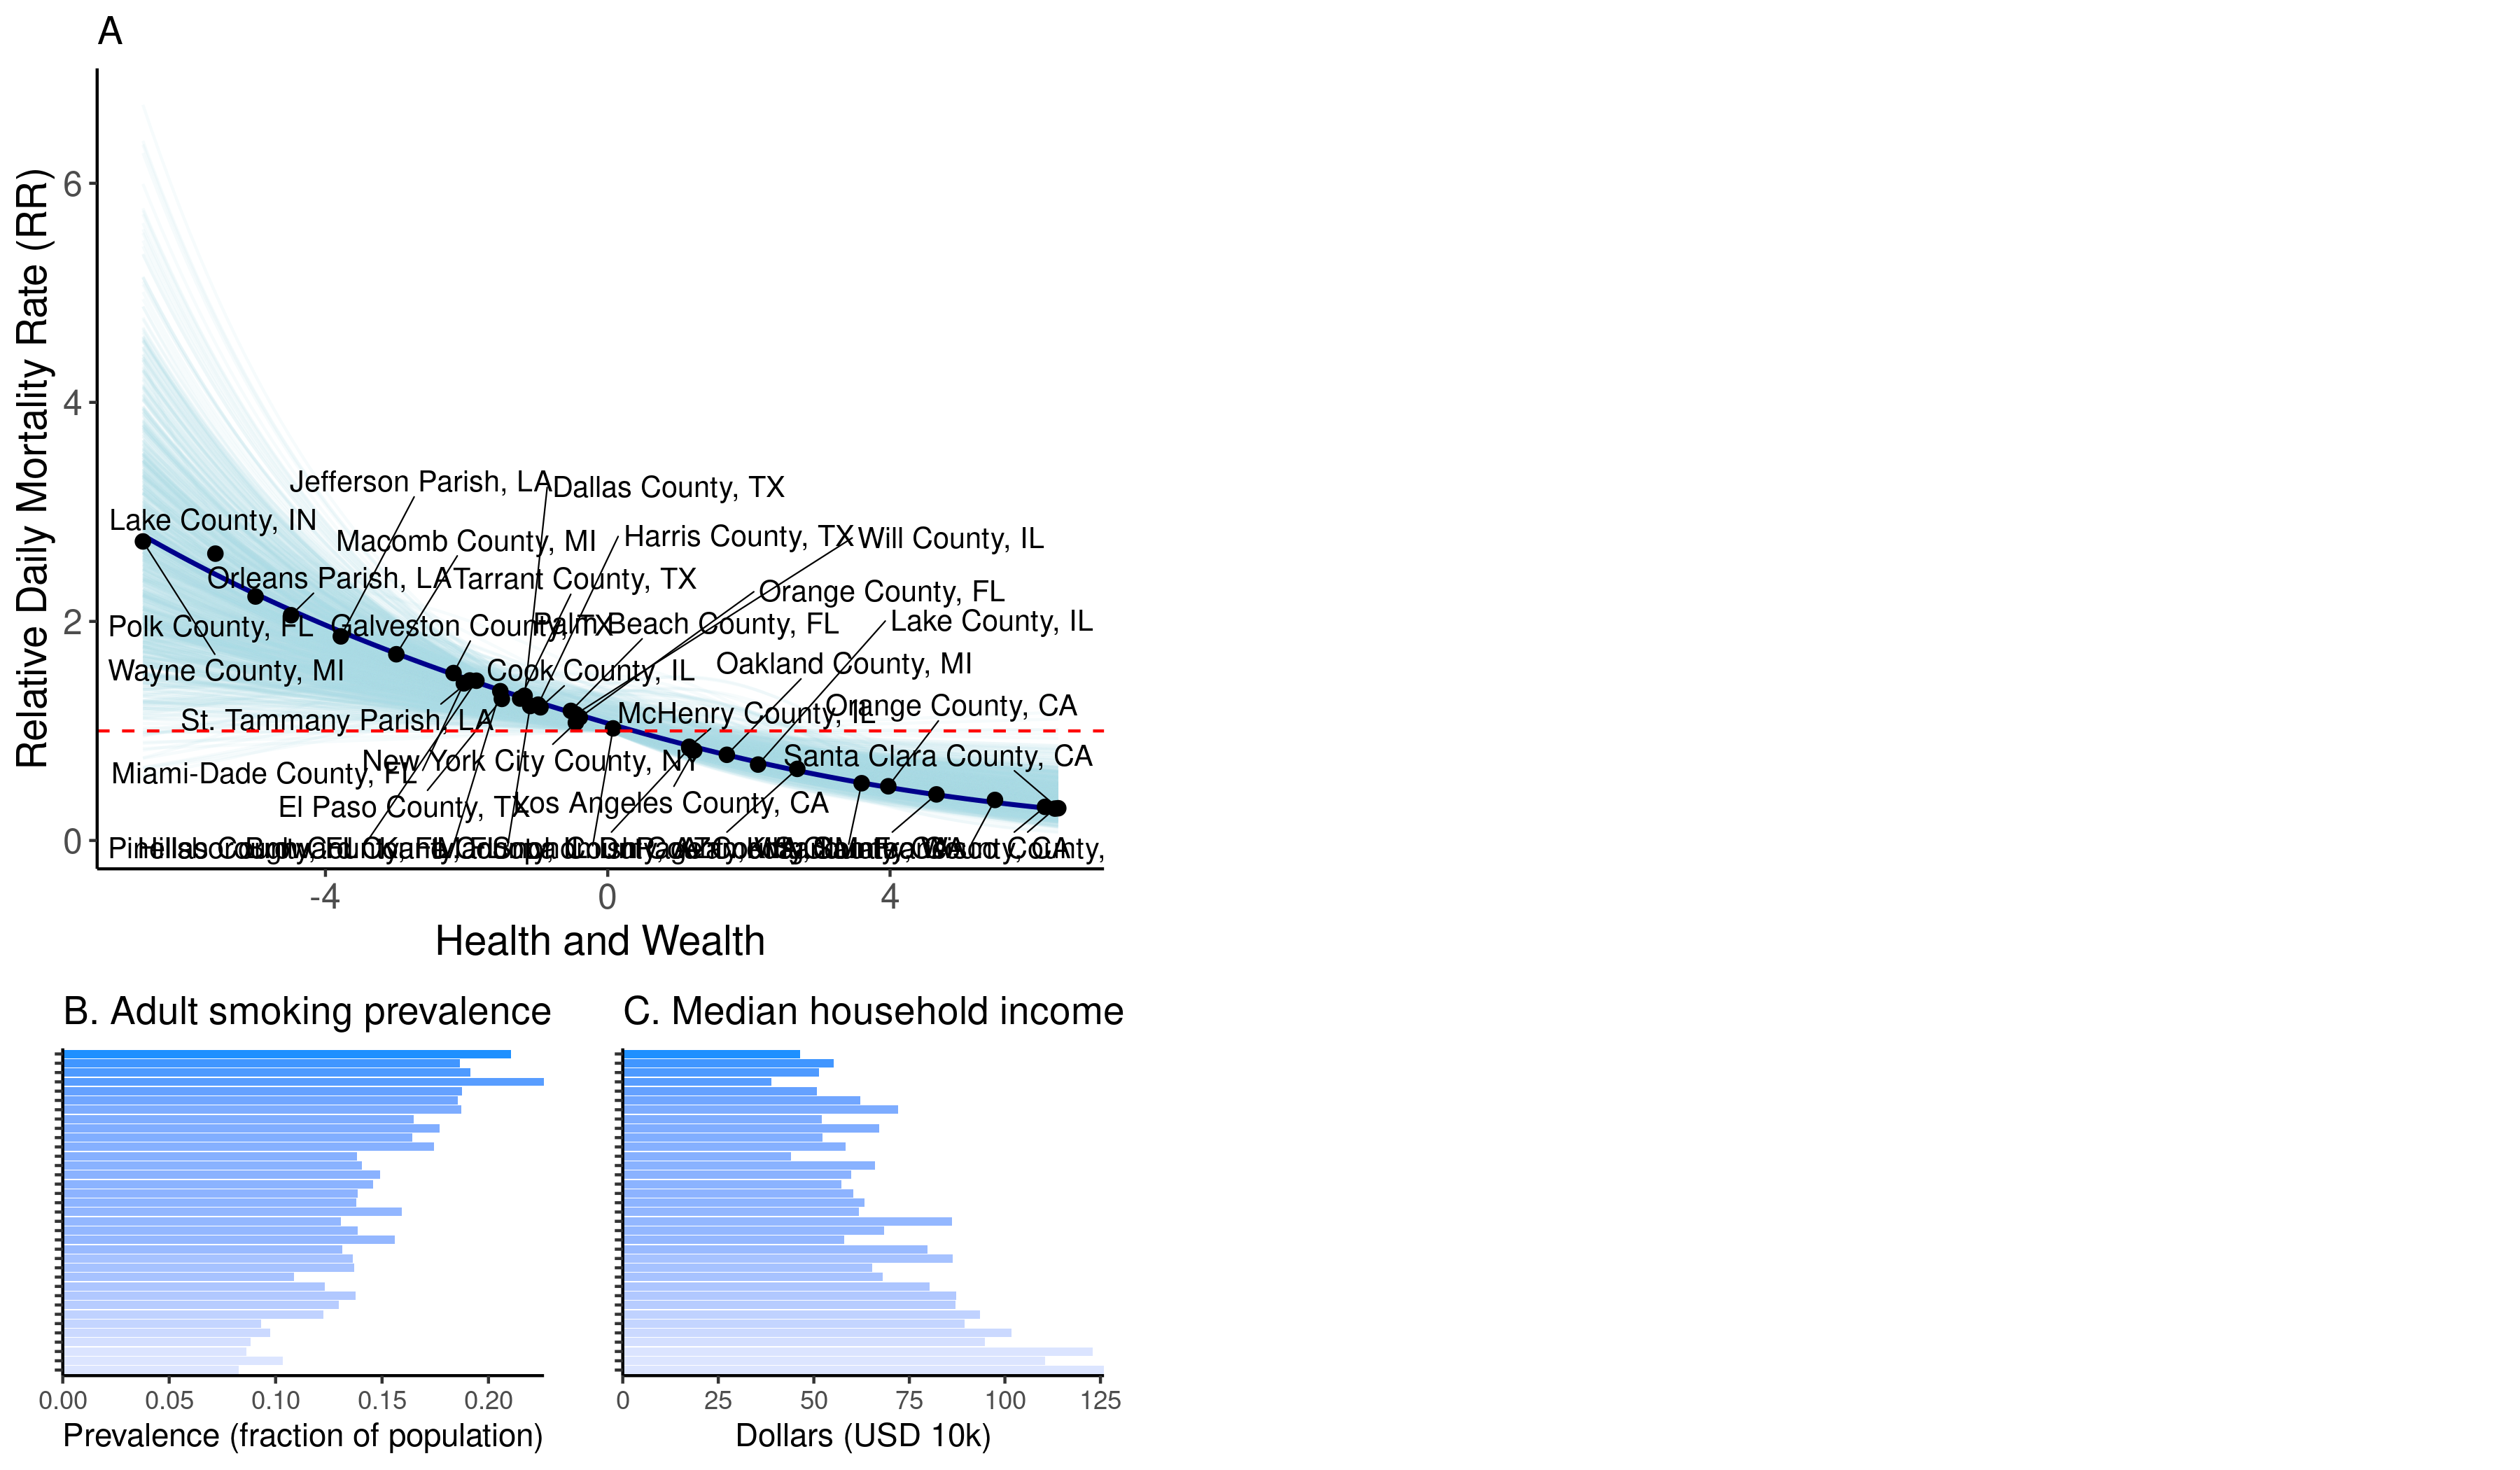 A
Relative Daily Mortality Rate (RR)
6
4
2
0
Jefferson Parish, LA
Dallas County, TX
Lake County, IN
Harris County, TX
Will County, IL
Macomb County, MI
Orleans Parish, LA
Tarrant County, TX
Orange County, FL
Polk County, FL
Galveston County, TX
Palm Beach County, FL
Lake County, IL
Wayne County, MI
Cook County, IL
Oakland County, MI
Orange County, CA
St. Tammany Parish, LA
McHenry County, IL
New York City County, NY
Santa Clara County, CA
Miami-Dade County, FL
El Paso County, TX
Los Angeles County, CA
-4
0
4
Health and Wealth
B. Adult smoking prevalence
0.00
0.05
0.10
0.15
0.20
Prevalence (fraction of population)
C. Median household income
0
25
50
75
100
125
Dollars (USD 10k)